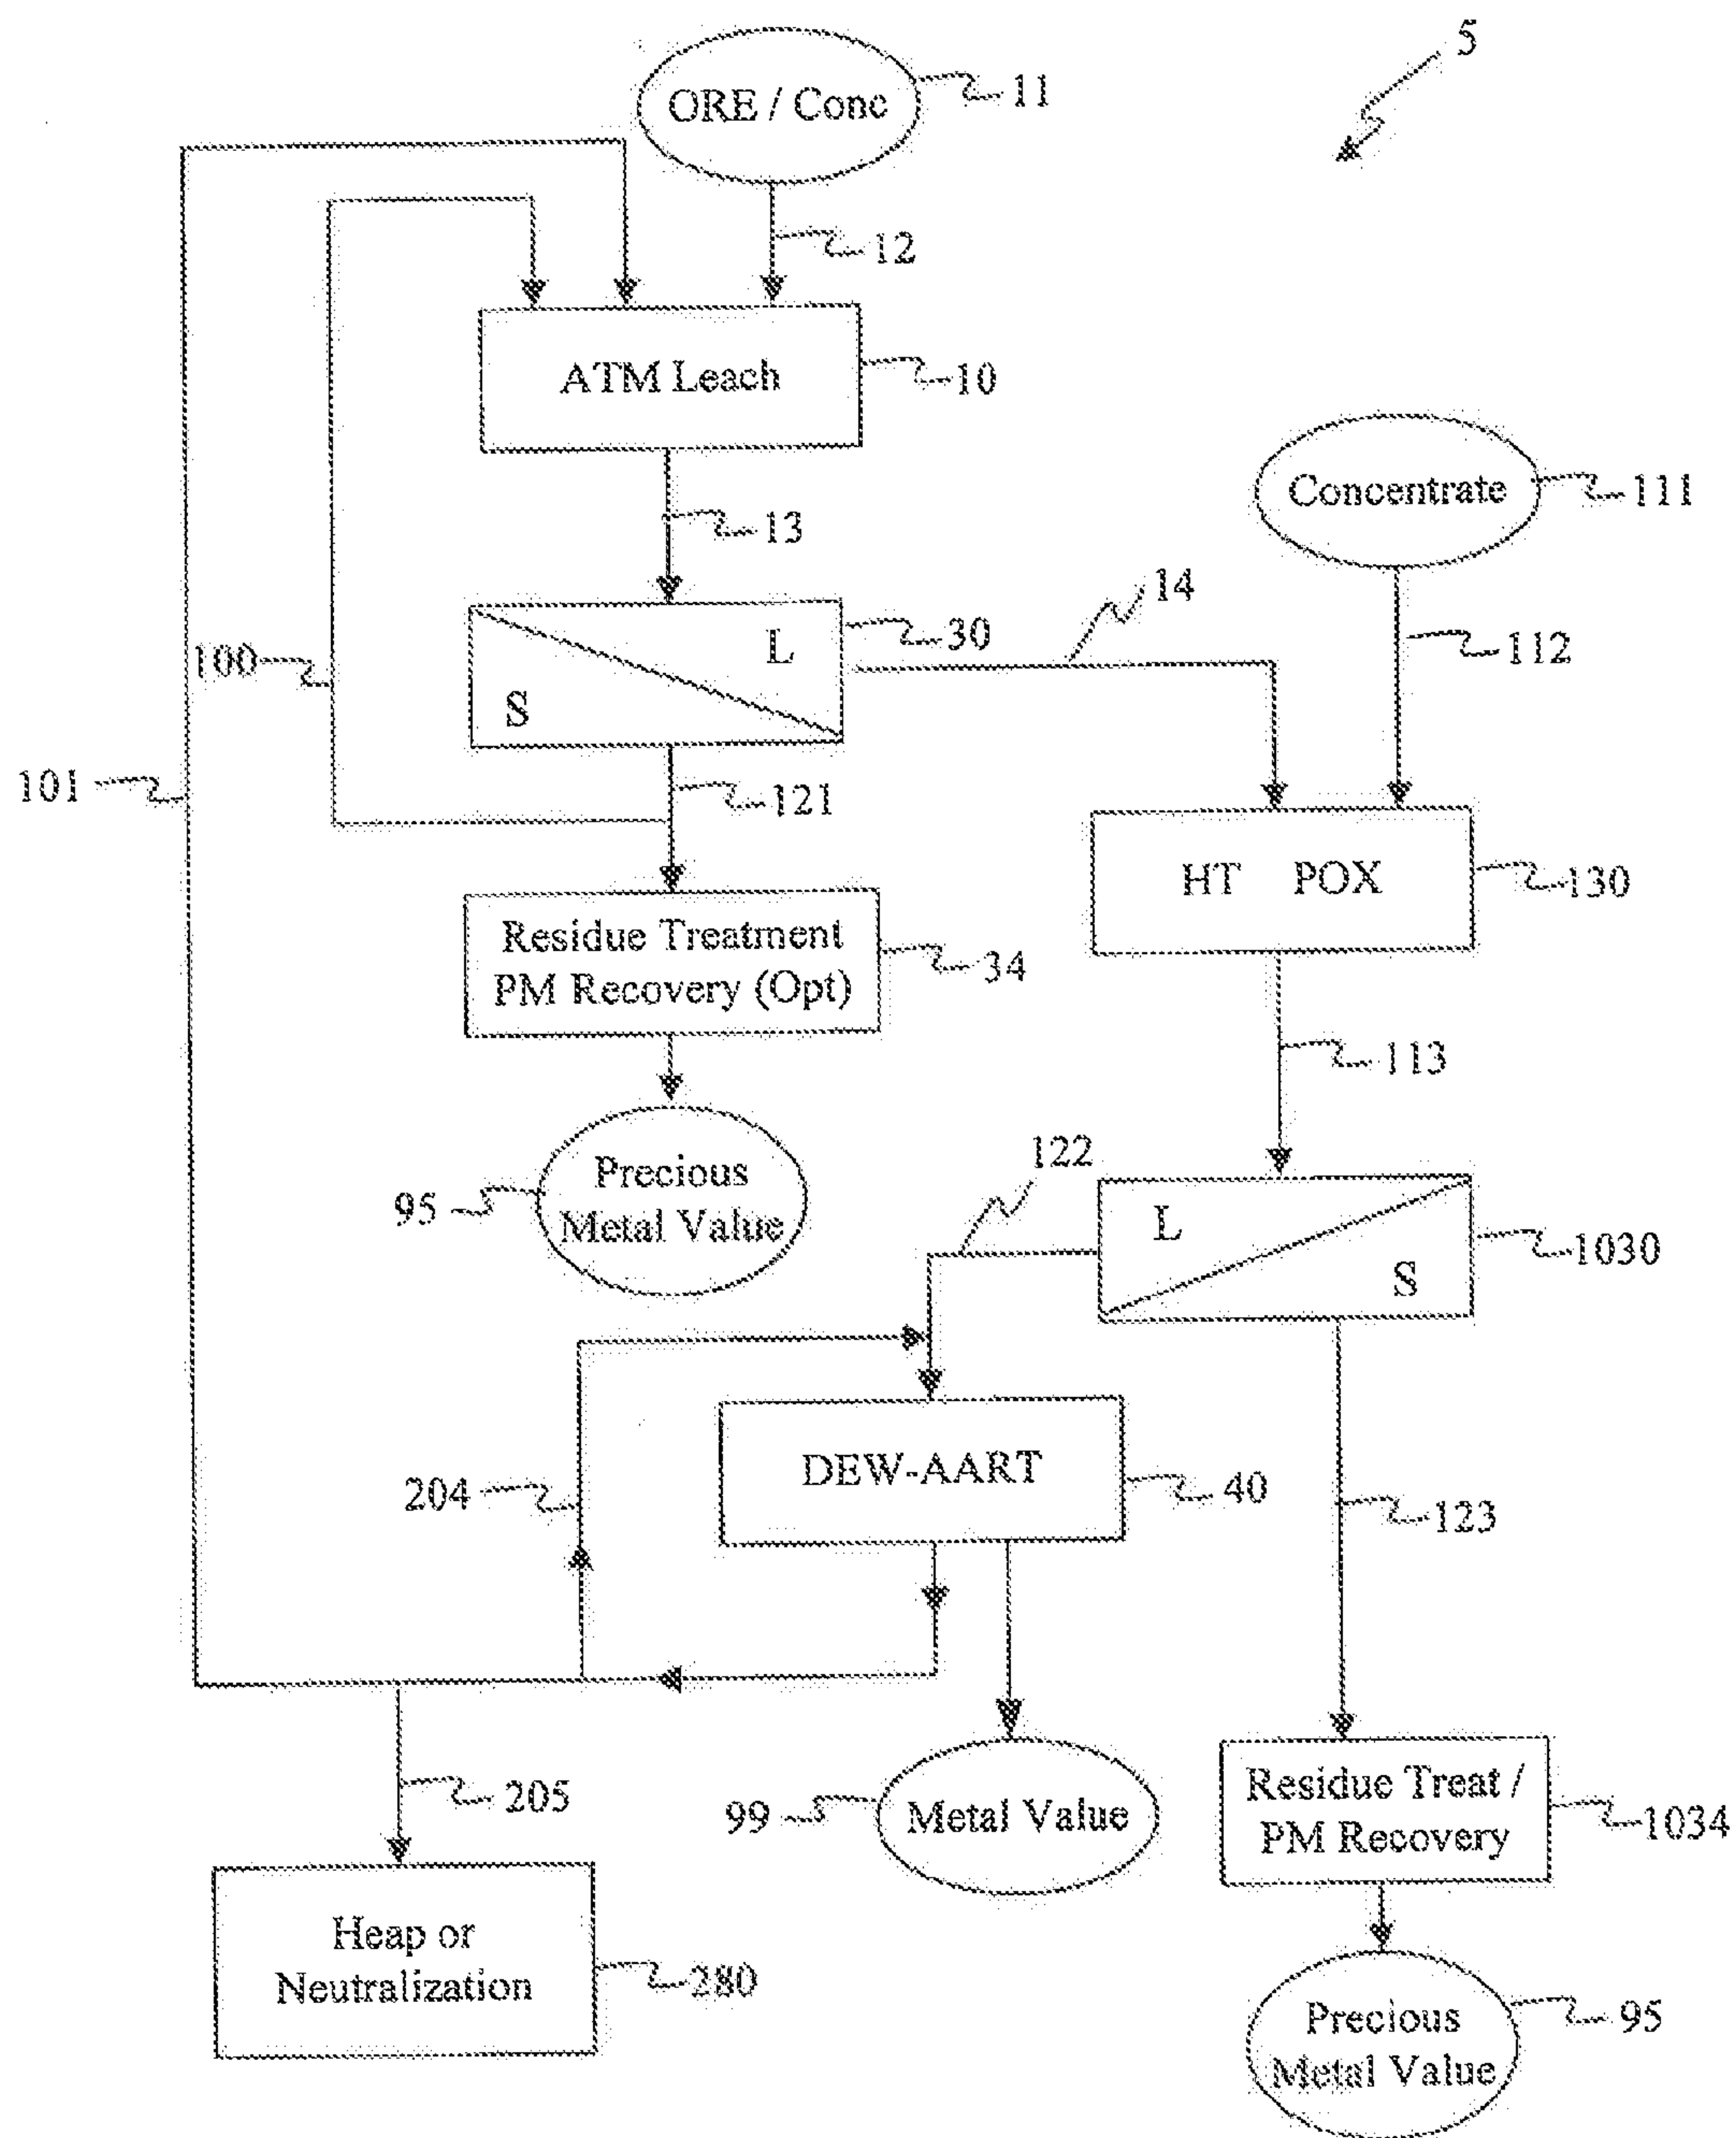 5
ORE / Conc
11
12
ATM Leach
10
Concentrate
111
13
14
L
30
112
100
S
101
121
HT POX
130
Residue Treatment
PM Recovery (Opt)
34
113
122
Precious
Metal Value
95
L
1030
S
DEW-AART
40
204
123
205
99
Metal Value
Residue Treat /
PM Recovery
1034
Heap or
Neutralization
280
Precious
Metal Value
95